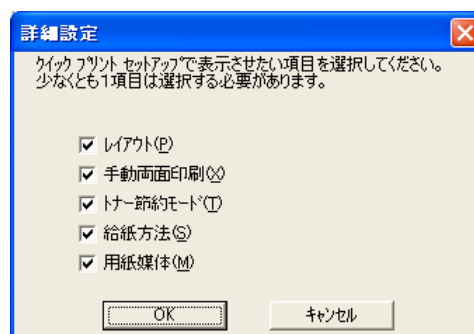 詳細設定
クイック プリント セットアップで表示させたい項目を選択してください。
少なくとも1項目は選択する必要があります。
レイアウト(P)
手動両面印刷(X)
トナー節約モード(T)
給紙方法(S)
用紙媒体(M)
OK
キャンセル